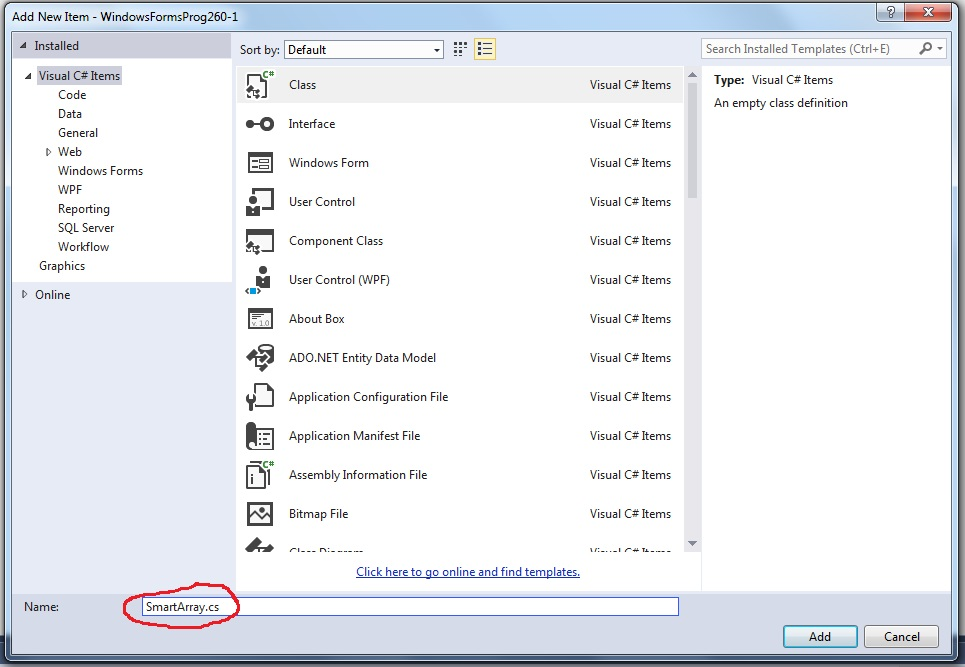 Add New Item - WindowsFormsProg260-1
Installed
Sort by: Default
Search Installed Templates (Ctrl+E)
Visual C# Items
Code
Data
General
Web
Windows Forms
WPF
Reporting
SQL Server
Workflow
Graphics
Online
Class Visual C# Items
Interface Visual C# Items
Windows Form Visual C# Items
User Control Visual C# Items
Component Class Visual C# Items
User Control (WPF) Visual C# Items
About Box Visual C# Items
ADO.NET Entity Data Model Visual C# Items
Application Configuration File Visual C# Items
Application Manifest File Visual C# Items
Assembly Information File Visual C# Items
Bitmap File Visual C# Items
Class Diagram Visual C# Items
Type: Visual C# Items
An empty class definition
Click here to go online and find templates.
Name: SmartArray.cs
Add Cancel